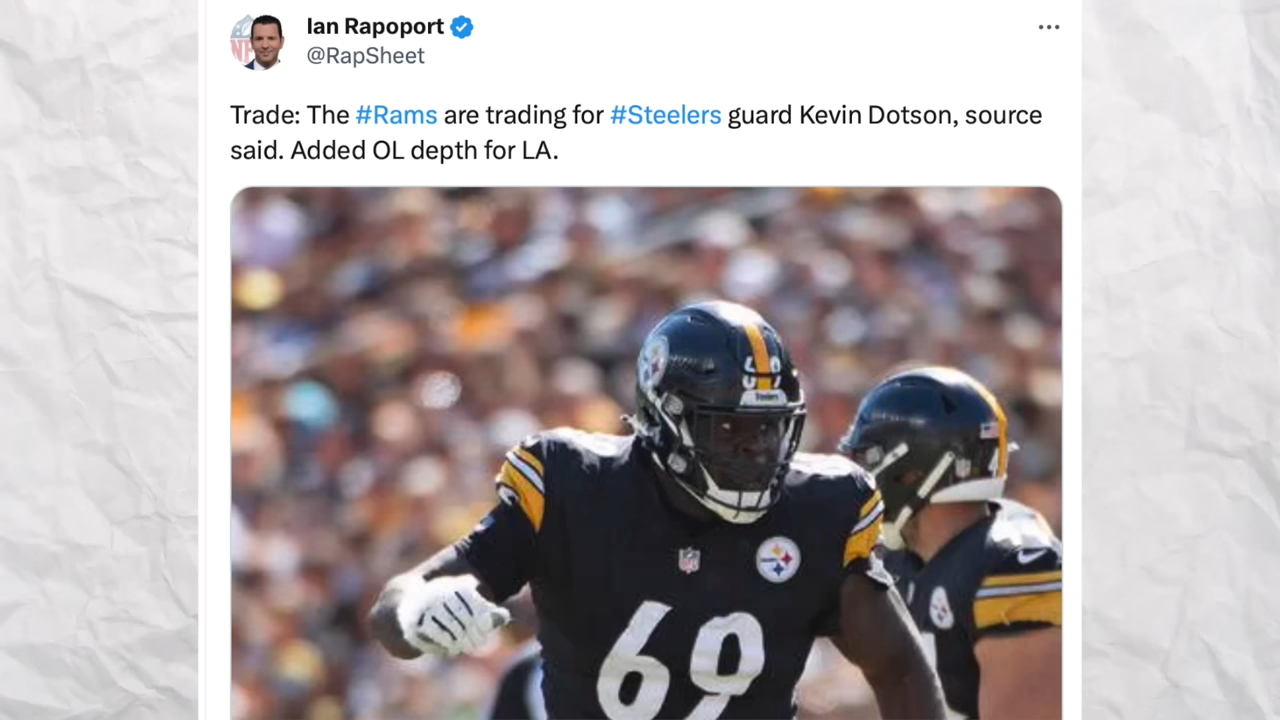 Ian Rapoport
@RapSheet
Trade: The #Rams are trading for #Steelers guard Kevin Dotson, source
said. Added OL depth for LA.
69
Steelers
69